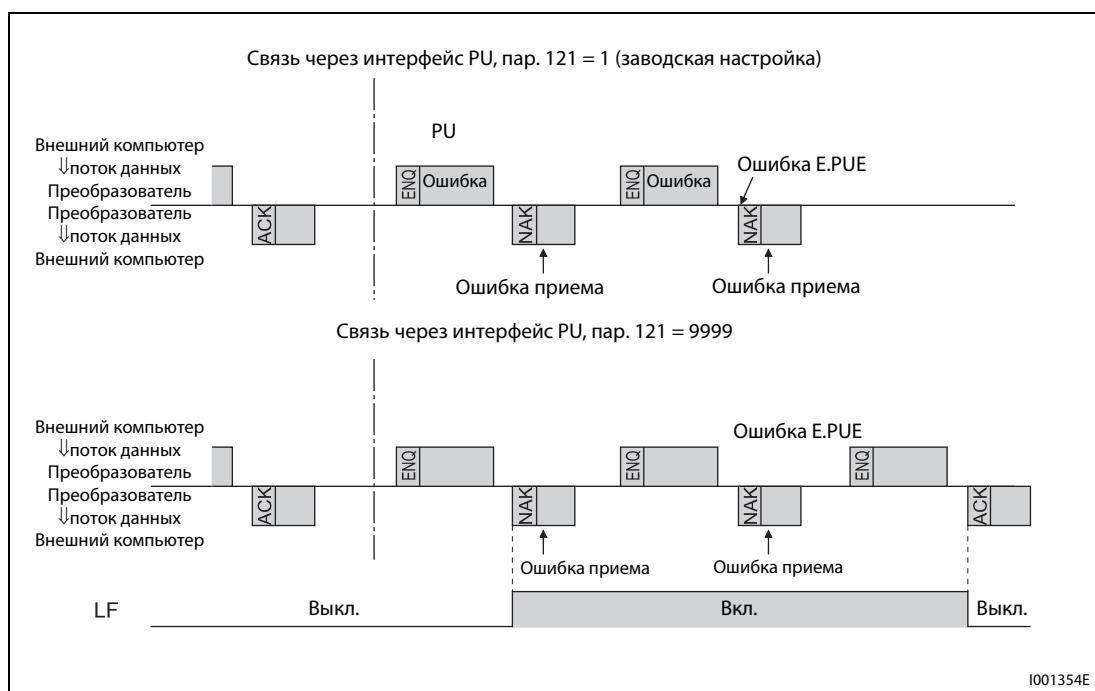 Связь через интерфейс PU, пар. 121 = 1 (заводская настройка)
PU
Внешний компьютер
⇓поток данных
Преобразователь
Преобразователь
⇓поток данных
Внешний компьютер
ACK
ENQ
Ошибка
NAK
Ошибка приема
ENQ
Ошибка
Ошибка E.PUE
NAK
Ошибка приема
Связь через интерфейс PU, пар. 121 = 9999
Внешний компьютер
⇓поток данных
Преобразователь
Преобразователь
⇓поток данных
Внешний компьютер
ACK
ENQ
NAK
Ошибка приема
ENQ
Ошибка E.PUE
NAK
Ошибка приема
ENQ
ACK
LF
Выкл.
Вкл.
Выкл.
I001354E